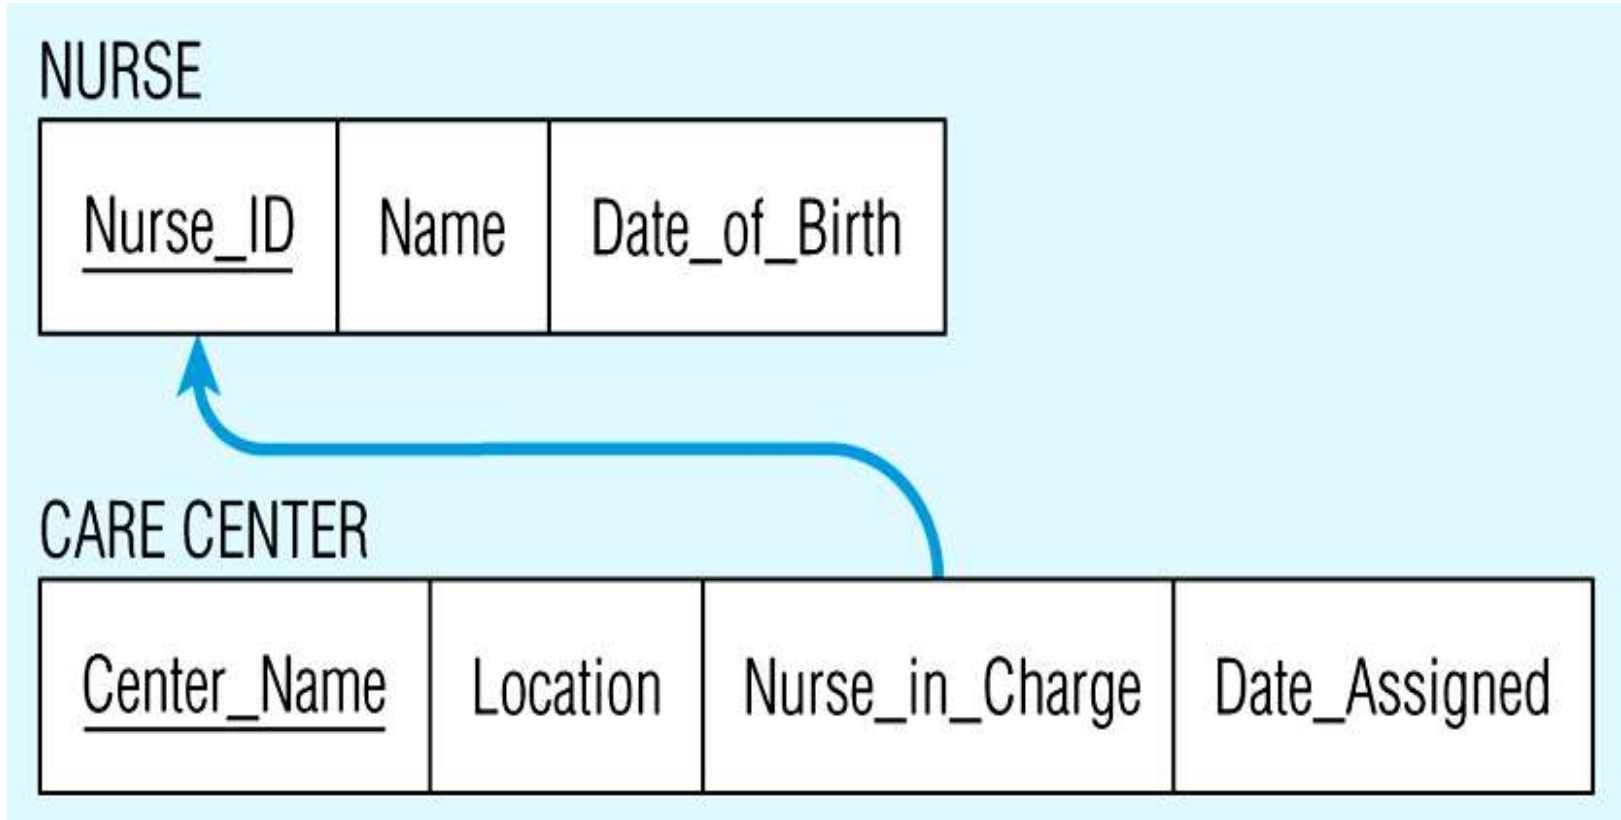 NURSE
Nurse_ID Name Date_of_Birth
CARE CENTER
Center_Name Location Nurse_in_Charge Date_Assigned